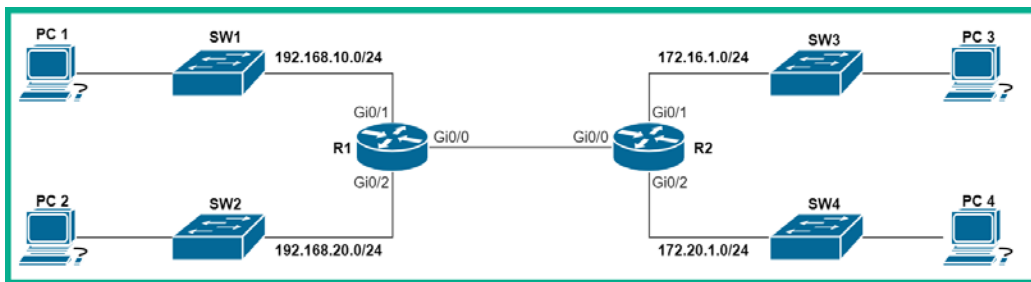 PC 1
SW1
192.168.10.0/24
SW3
172.16.1.0/24
PC 3
?
?
Gi0/1
Gi0/1
R1
Gi0/0
Gi0/0
R2
Gi0/2
Gi0/2
PC 2
SW2
192.168.20.0/24
SW4
172.20.1.0/24
PC 4
?
?